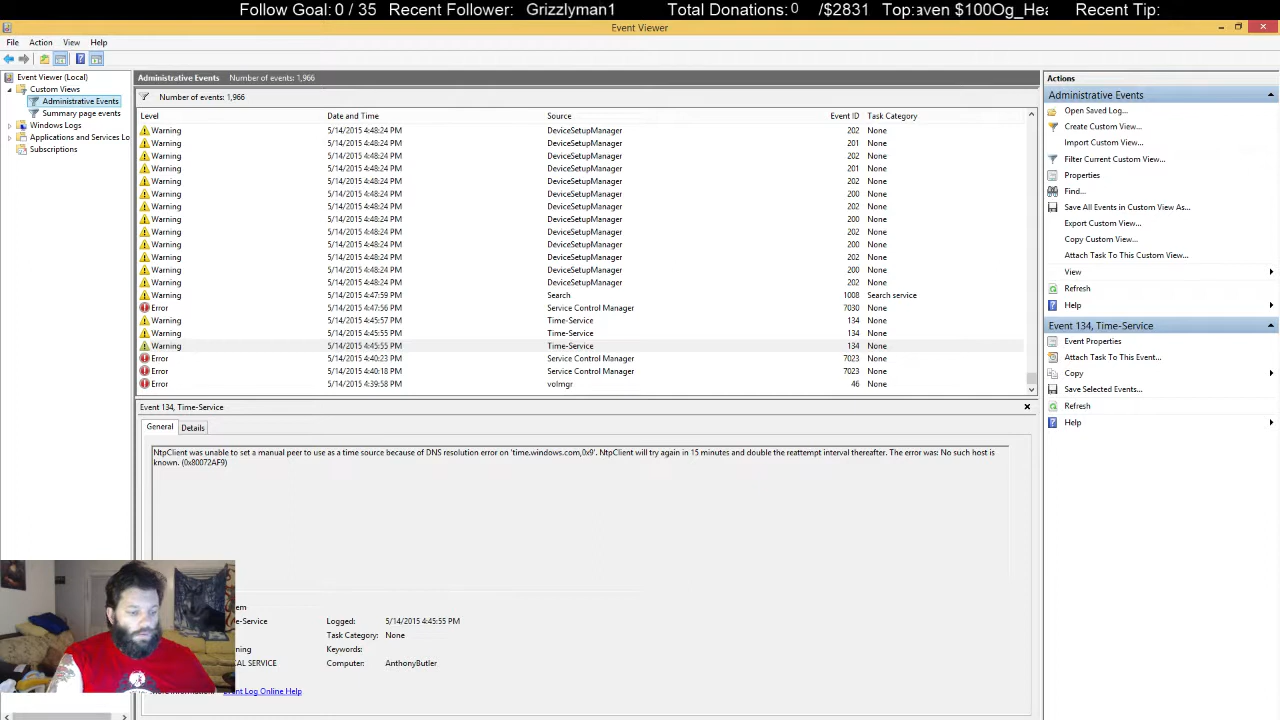 Follow Goal: 0 / 35 Recent Follower: Grizzlyman1 Total Donations: 0 /$2831 Top:aven $100Og_Hea Recent Tip:
Event Viewer
File Action View Help
Event Viewer (Local)
Custom Views
Administrative Events
Summary page events
Windows Logs
Applications and Services Lo
Subscriptions
Administrative Events Number of events: 1,966
Number of events: 1,966
Level Date and Time Source Event ID Task Category
Warning 5/14/2015 4:48:24 PM DeviceSetupManager 202 None
Warning 5/14/2015 4:48:24 PM DeviceSetupManager 201 None
Warning 5/14/2015 4:48:24 PM DeviceSetupManager 202 None
Warning 5/14/2015 4:48:24 PM DeviceSetupManager 201 None
Warning 5/14/2015 4:48:24 PM DeviceSetupManager 202 None
Warning 5/14/2015 4:48:24 PM DeviceSetupManager 200 None
Warning 5/14/2015 4:48:24 PM DeviceSetupManager 202 None
Warning 5/14/2015 4:48:24 PM DeviceSetupManager 200 None
Warning 5/14/2015 4:48:24 PM DeviceSetupManager 202 None
Warning 5/14/2015 4:48:24 PM DeviceSetupManager 200 None
Warning 5/14/2015 4:48:24 PM DeviceSetupManager 202 None
Warning 5/14/2015 4:48:24 PM DeviceSetupManager 200 None
Warning 5/14/2015 4:48:24 PM DeviceSetupManager 202 None
Warning 5/14/2015 4:47:59 PM Search 1008 Search service
Error 5/14/2015 4:47:56 PM Service Control Manager 7030 None
Warning 5/14/2015 4:45:57 PM Time-Service 134 None
Warning 5/14/2015 4:45:55 PM Time-Service 134 None
Warning 5/14/2015 4:45:55 PM Time-Service 134 None
Error 5/14/2015 4:40:23 PM Service Control Manager 7023 None
Error 5/14/2015 4:40:18 PM Service Control Manager 7023 None
Error 5/14/2015 4:39:58 PM volmgr 46 None
Event 134, Time-Service
General Details
NtpClient was unable to set a manual peer to use as a time source because of DNS resolution error on 'time.windows.com,0x9'. NtpClient will try again in 15 minutes and double the reattempt interval thereafter. The error was: No such host is
known. (0x80072AF9)
em
e-Service Logged: 5/14/2015 4:45:55 PM
Task Category: None
ning Keywords:
CAL SERVICE Computer: AnthonyButler
Event Log Online Help
Actions
Administrative Events
Open Saved Log...
Create Custom View...
Import Custom View...
Filter Current Custom View...
Properties
Find...
Save All Events in Custom View As...
Export Custom View...
Copy Custom View...
Attach Task To This Custom View...
View
Refresh
Help
Event 134, Time-Service
Event Properties
Attach Task To This Event...
Copy
Save Selected Events...
Refresh
Help